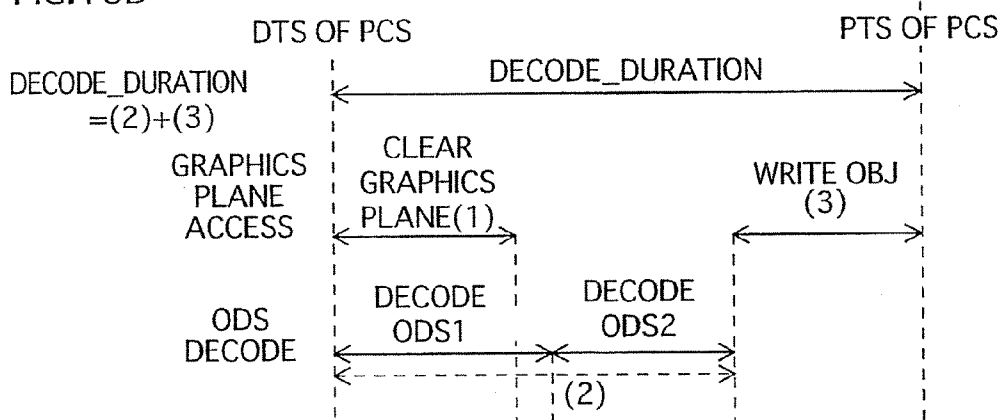 DTS OF PCS
PTS OF PCS
DECODE_DURATION
=(2)+(3)
DECODE_DURATION
GRAPHICS
PLANE
ACCESS
CLEAR
GRAPHICS
PLANE(1)
WRITE OBJ
(3)
ODS
DECODE
DECODE
ODS1
DECODE
ODS2
(2)